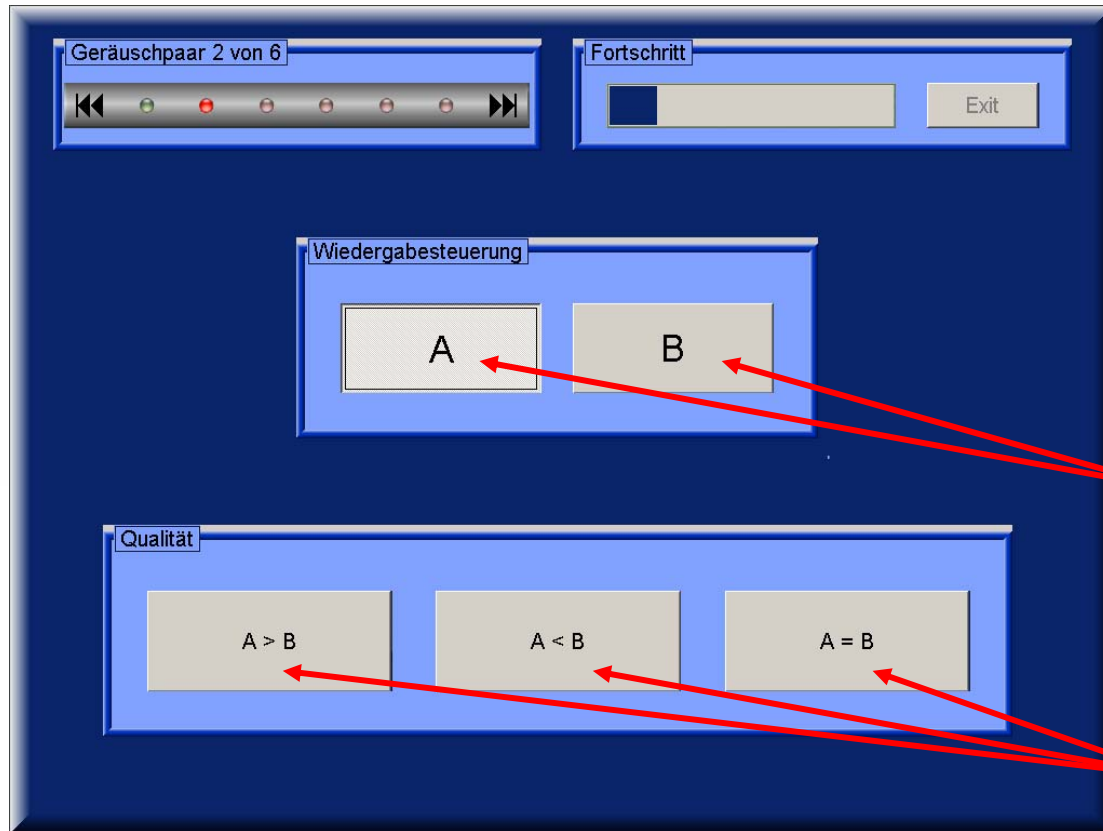 Geräuschpaar 2 von 6
Fortschritt
Exit
Wiedergabesteuerung
A
B
Qualität
A > B
A < B
A = B